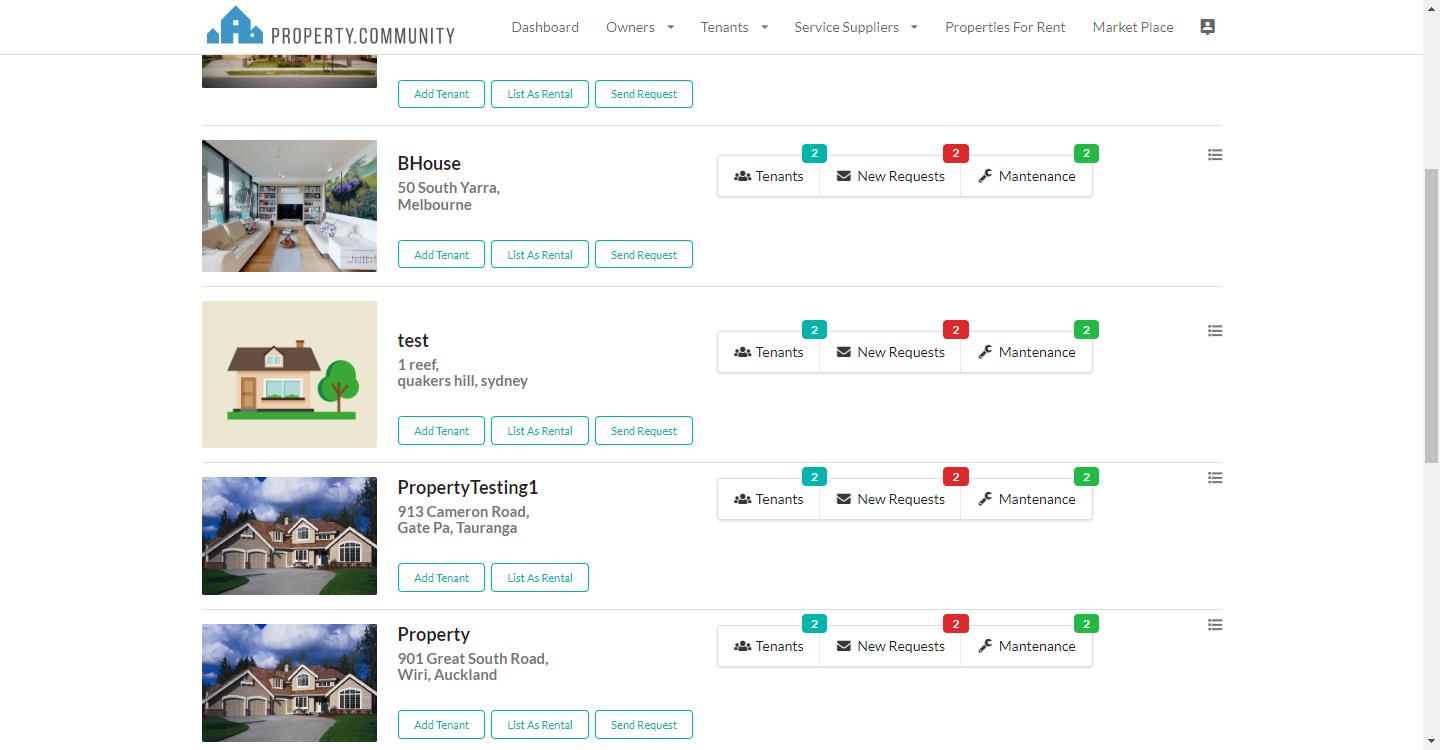 PROPERTY.COMMUNITY
Dashboard
Owners
Tenants
Service Suppliers
Properties For Rent
Market Place
Add Tenant
List As Rental
Send Request
BHouse
50 South Yarra,
Melbourne
2
2
2
Tenants
New Requests
Mantenance
Add Tenant
List As Rental
Send Request
test
1 reef,
quakers hill, sydney
2
2
2
Tenants
New Requests
Mantenance
Add Tenant
List As Rental
Send Request
PropertyTesting1
913 Cameron Road,
Gate Pa, Tauranga
2
2
2
Tenants
New Requests
Mantenance
Add Tenant
List As Rental
Property
901 Great South Road,
Wiri, Auckland
2
2
2
Tenants
New Requests
Mantenance
Add Tenant
List As Rental
Send Request